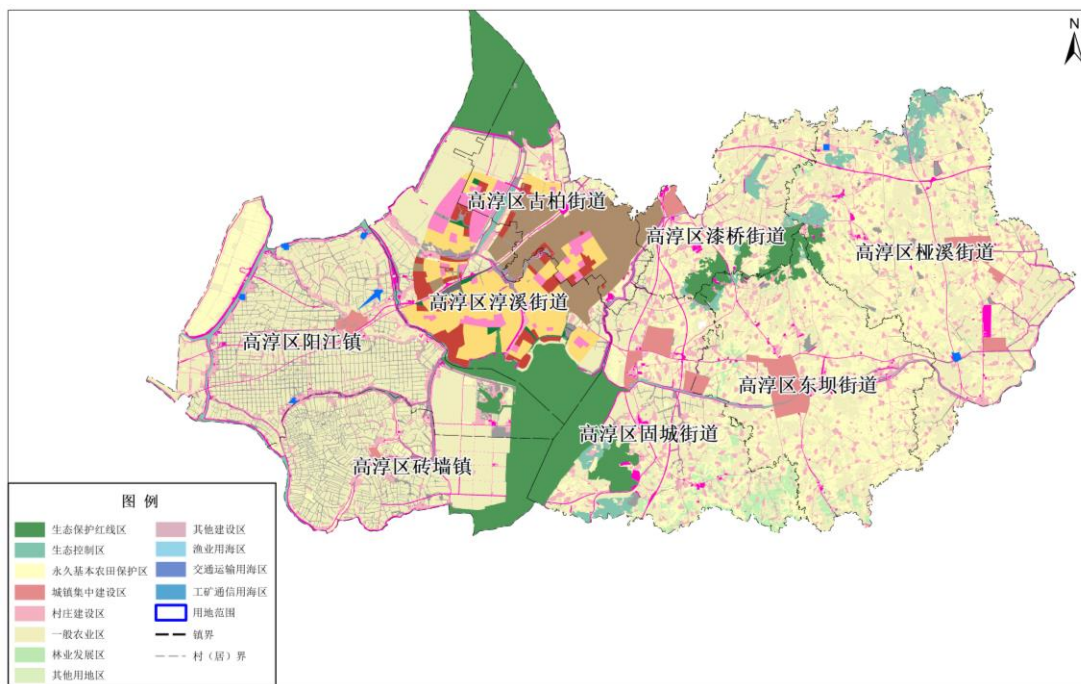 N
高淳区古柏街道
高淳区漆桥街道
高淳区桠溪街道
高淳区淳溪街道
高淳区阳江镇
高淳区东坝街道
高淳区固城街道
高淳区砖墙镇
图 例
生态保护红线区
生态控制区
永久基本农田保护区
城镇集中建设区
村庄建设区
一般农业区
林业发展区
其他用地区
其他建设区
渔业用海区
交通运输用海区
工矿通信用海区
用地范围
镇界
村（居）界